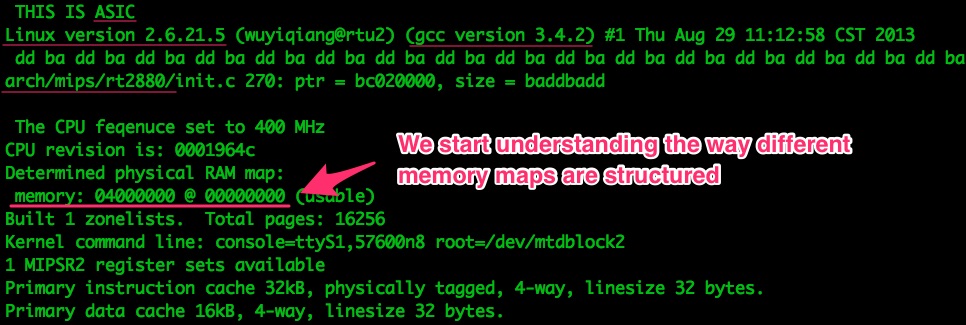 THIS IS ASIC
Linux version 2.6.21.5 (wuyiqiang@rtu2) (gcc version 3.4.2) #1 Thu Aug 29 11:12:58 CST 2013
dd ba dd ba dd ba dd ba dd ba dd ba dd ba dd ba dd ba dd ba dd ba dd ba dd ba dd ba dd ba dd ba
arch/mips/rt2880/init.c 270: ptr = bc020000, size = baddbadd
The CPU feqenuce set to 400 MHz
CPU revision is: 0001964c
We start understanding the way different
memory maps are structured
Determined physical RAM map:
memory: 04000000 @ 00000000 (usable)
Built 1 zonelists.  Total pages: 16256
Kernel command line: console=ttyS1,57600n8 root=/dev/mtdblock2
1 MIPSR2 register sets available
Primary instruction cache 32kB, physically tagged, 4-way, linesize 32 bytes.
Primary data cache 16kB, 4-way, linesize 32 bytes.